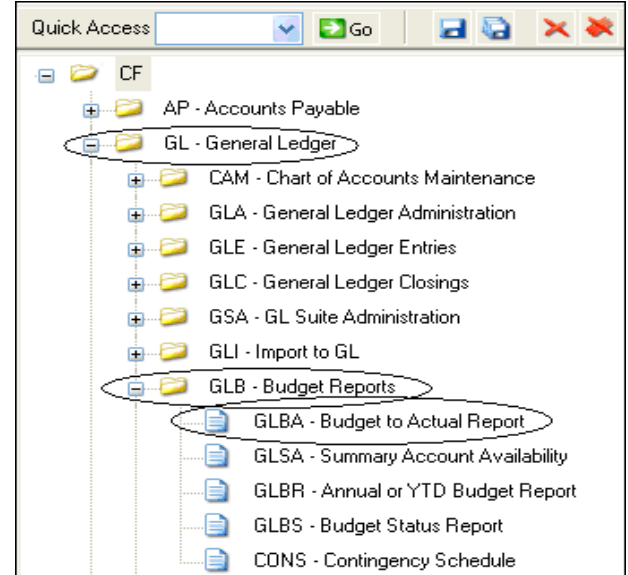 Quick Access Go
CF
AP - Accounts Payable
GL - General Ledger
CAM - Chart of Accounts Maintenance
GLA - General Ledger Administration
GLE - General Ledger Entries
GLC - General Ledger Closings
GSA - GL Suite Administration
GLI - Import to GL
GLB - Budget Reports
GLBA - Budget to Actual Report
GLSA - Summary Account Availability
GLBR - Annual or YTD Budget Report
GLBS - Budget Status Report
CONS - Contingency Schedule